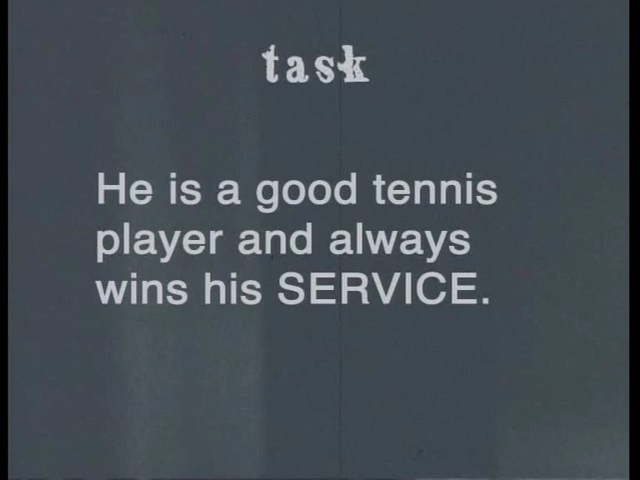 task
He is a good tennis
player and always
wins his SERVICE.